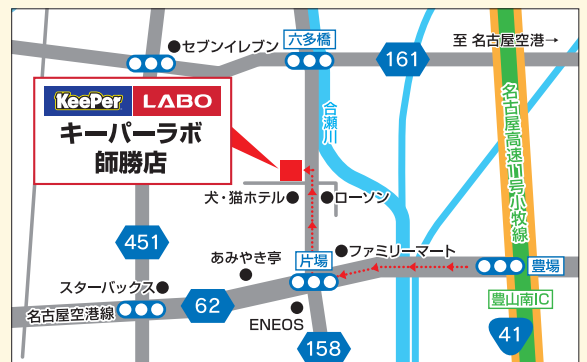 セブンイレブン
六多橋
至 名古屋空港→
161
KeePer LABO
キーパーラボ
師勝店
合瀬川
名古屋高速11号小牧線
犬・猫ホテル
ローソン
451
あみやき亭
片場
ファミリーマート
豊場
スターバックス
62
豊山南IC
名古屋空港線
ENEOS
41
158